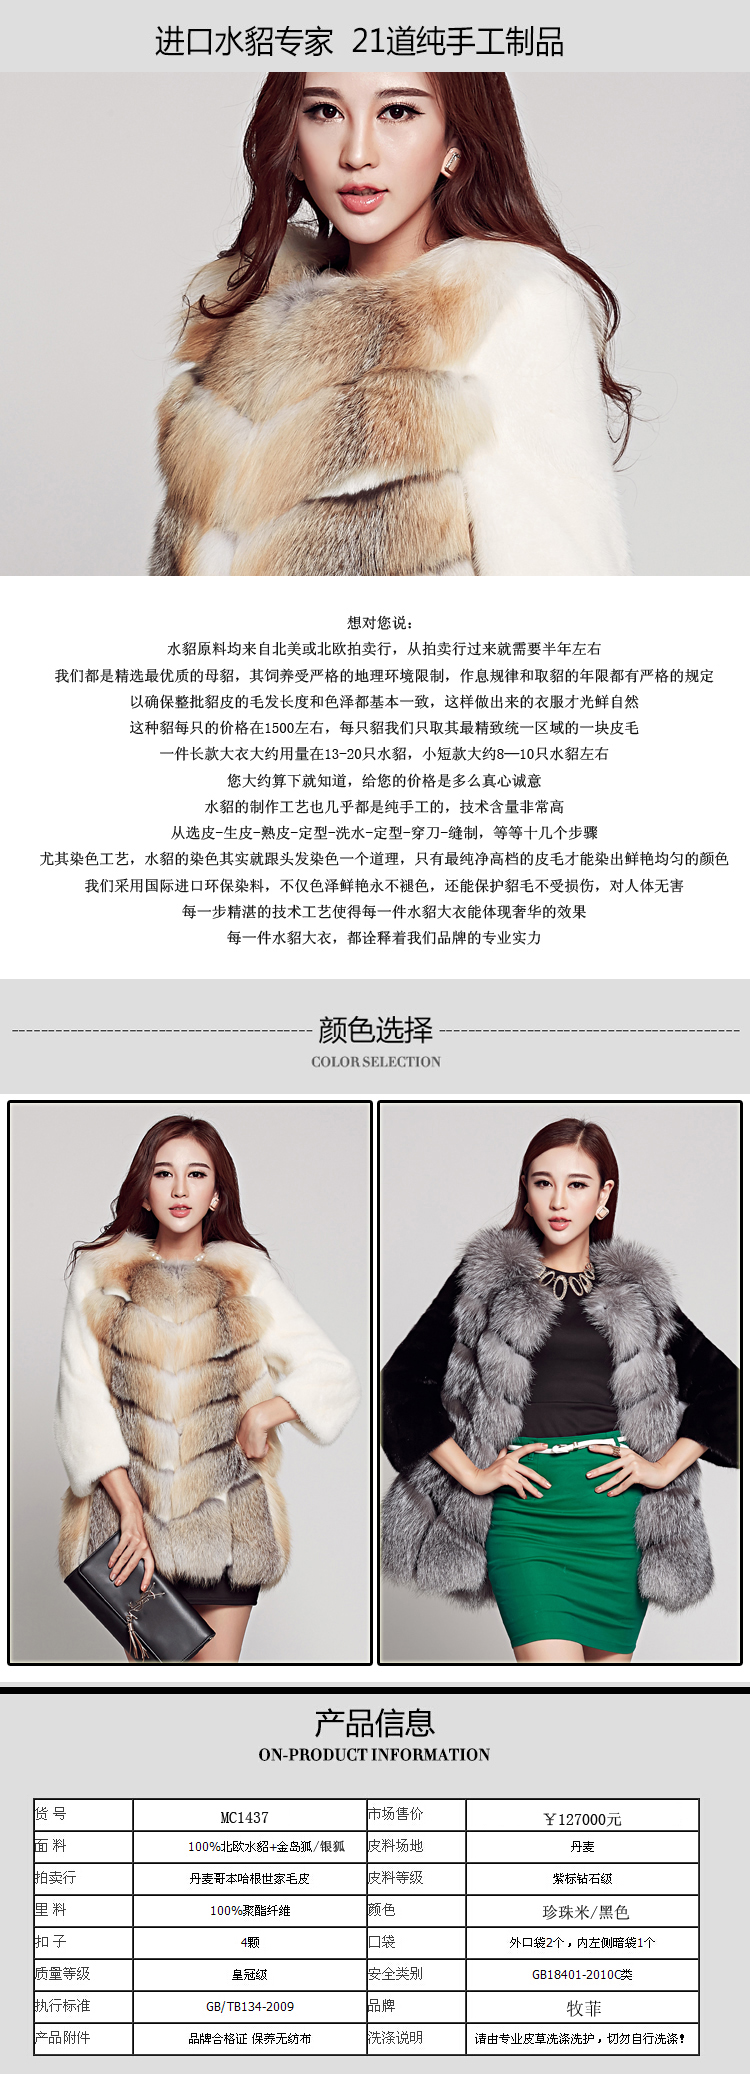 进口水貂专家 21道纯手工制品
想对您说：
水貂原料均来自北美或北欧拍卖行，从拍卖行过来就需要半年左右
我们都是精选最优质的母貂，其饲养受严格的地理环境限制，作息规律和取貂的年限都有严格的规定
以确保整批貂皮的毛发长度和色泽都基本一致，这样做出来的衣服才光鲜自然
这种貂每只的价格在1500左右，每只貂我们只取其最精致统一区域的一块皮毛
一件长款大衣大约用量在13-20只水貂，小短款大约8—10只水貂左右
您大约算下就知道，给您的价格是多么真心诚意
水貂的制作工艺也几乎都是纯手工的，技术含量非常高
从选皮-生皮-熟皮-定型-洗水-定型-穿刀-缝制，等等十几个步骤
尤其染色工艺，水貂的染色其实就跟头发染色一个道理，只有最纯净高档的皮毛才能染出鲜艳均匀的颜色
我们采用国际进口环保染料，不仅色泽鲜艳永不褪色，还能保护貂毛不受损伤，对人体无害
每一步精湛的技术工艺使得每一件水貂大衣能体现奢华的效果
每一件水貂大衣，都诠释着我们品牌的专业实力
颜色选择
COLOR SELECTION
产品信息
ON-PRODUCT INFORMATION
货 号 MC1437 市场售价 ￥127000元
面 料 100%北欧水貂+金岛狐/银狐 皮料场地 丹麦
拍卖行 丹麦哥本哈根世家毛皮 皮料等级 紫标钻石级
里 料 100%聚酯纤维 颜色 珍珠米/黑色
扣 子 4颗 口袋 外口袋2个，内左侧暗袋1个
质量等级 皇冠级 安全类别 GB18401-2010C类
执行标准 GB/TB134-2009 品牌 牧菲
产品附件 品牌合格证 保养无纺布 洗涤说明 请由专业皮草洗涤洗护，切勿自行洗涤！